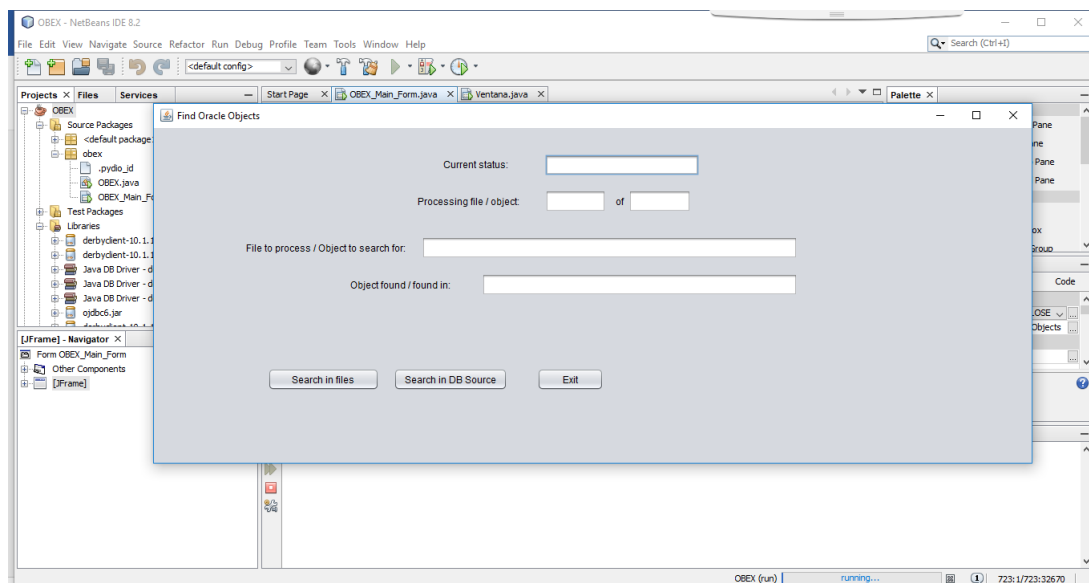 OBEX - NetBeans IDE 8.2
File Edit View Navigate Source Refactor Run Debug Profile Team Tools Window Help
Search (Ctrl+I)
<default config>
Projects Files Services
Start Page OBEX_Main_Form.java Ventana.java
Palette
OBEX
Source Packages
<default package
obex
.pydio_id
OBEX.java
OBEX_Main_Fo
Test Packages
Libraries
derbyclient-10.1.1
derbyclient-10.1.1
Java DB Driver - d
Java DB Driver - d
Java DB Driver - d
ojdbc6.jar
Find Oracle Objects
Current status:
Processing file / object: of
File to process / Object to search for:
Object found / found in:
Search in files Search in DB Source Exit
Pane
ne
Pane
Pane
ox
Group
Code
LOSE
Objects
[JFrame] - Navigator
Form OBEX_Main_Form
Other Components
[JFrame]
OBEX (run) running... 1 723:1/723:32670